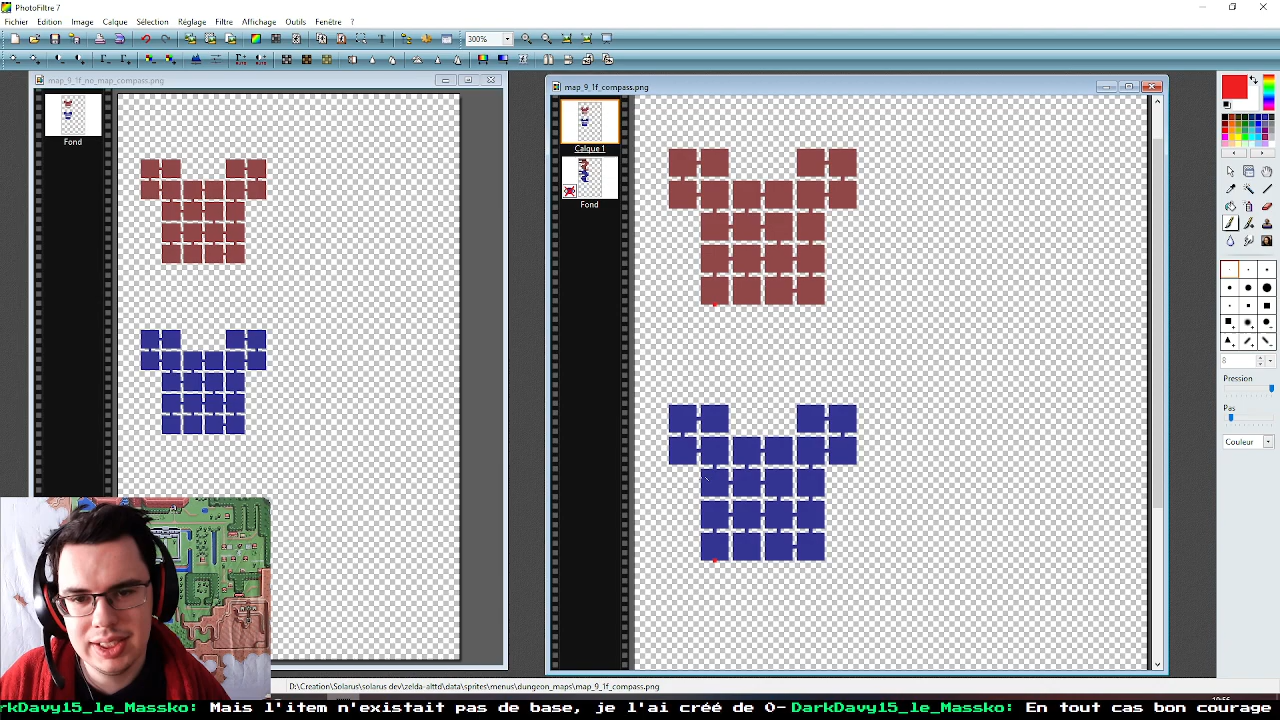 PhotoFiltre 7
Fichier Edition Image Calque Sélection Réglage Filtre Affichage Outils Fenêtre ?
300%
map_9_1f_no_map_compass.png
map_9_1f_compass.png
Fond
Calque 1
Fond
8
Pression
Pas
Couleur
D:\Creation\Solarus\solarus dev\zelda-alttd\data\sprites\menus\dungeon_maps\map_9_1f_compass.png
rkDavy15_le_Massko: Mais l'item n'existait pas de base, je l'ai créé de 0- DarkDavy15_le_Massko: En tout cas bon courage